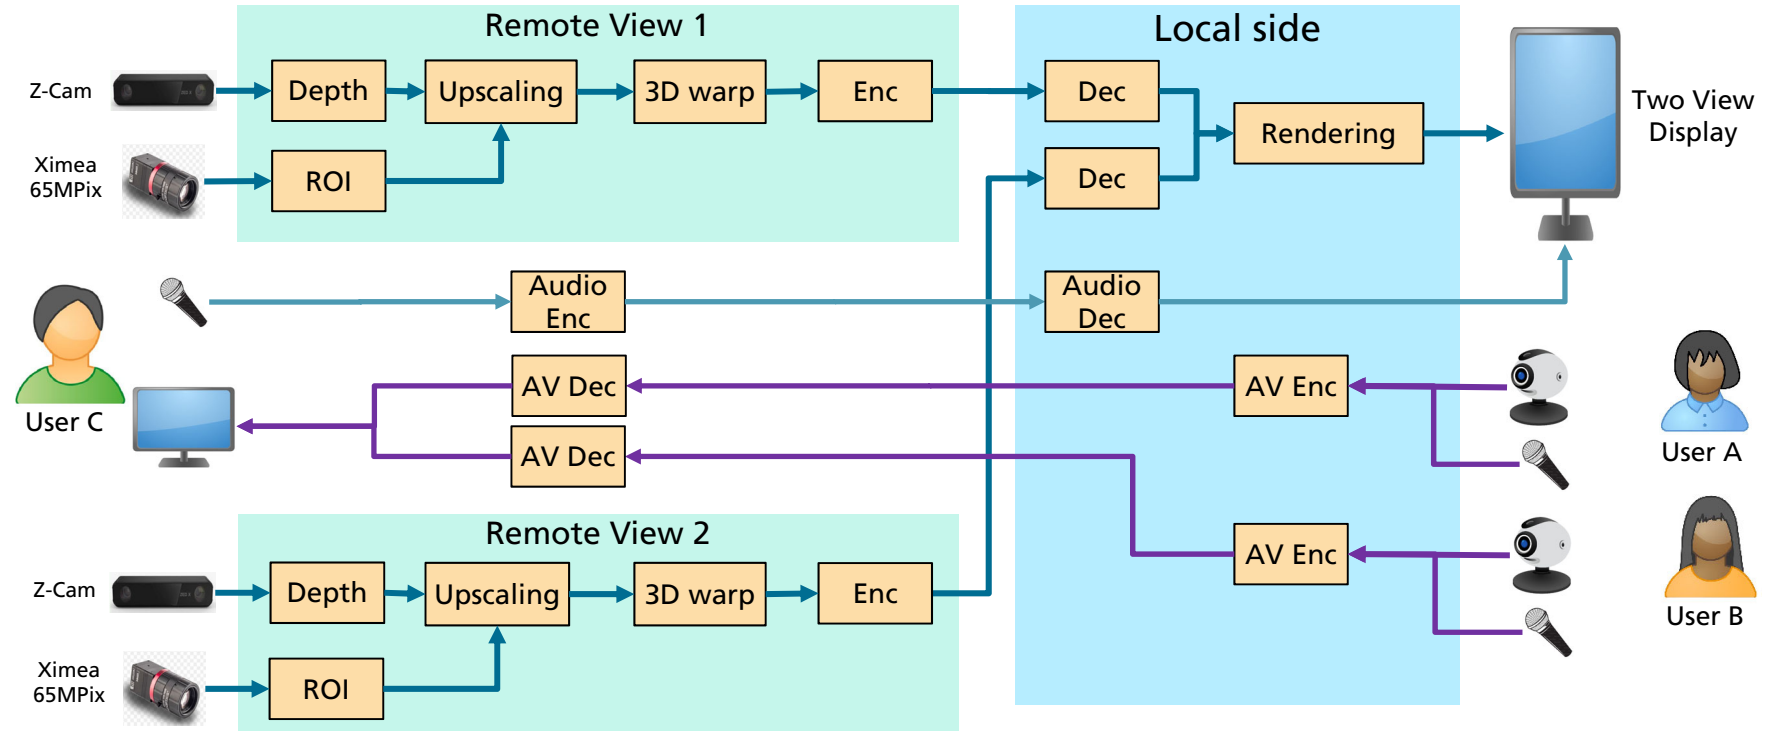 Remote View 1
Local side
Z-Cam
Depth
Upscaling
3D warp
Enc
Dec
Rendering
Two View
Display
Ximea
65MPix
ROI
Dec
Audio
Enc
Audio
Dec
User C
AV Dec
AV Enc
AV Dec
User A
Remote View 2
AV Enc
Z-Cam
Depth
Upscaling
3D warp
Enc
User B
Ximea
65MPix
ROI